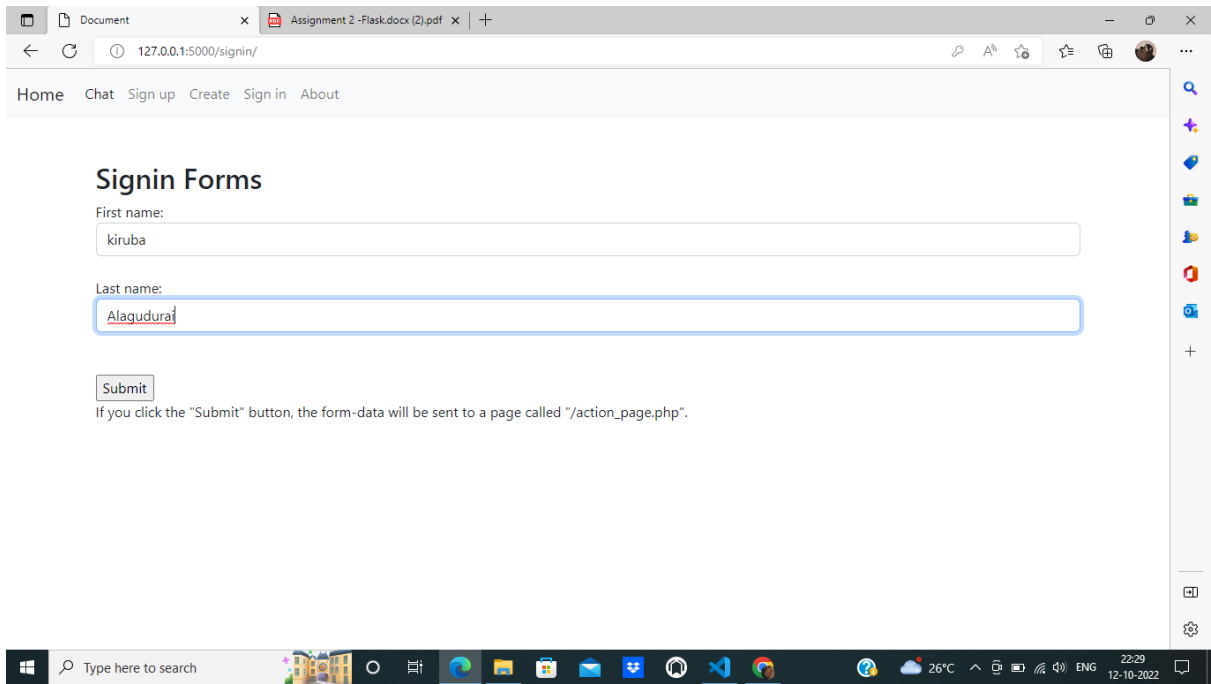 Document
Assignment 2 -Flask.docx (2).pdf
127.0.0.1:5000/signin/
Home Chat Sign up Create Sign in About
Signin Forms
First name:
kiruba
Last name:
Alagudurai
Submit
If you click the "Submit" button, the form-data will be sent to a page called "/action_page.php".
Type here to search
26°C
ENG
22:29
12-10-2022